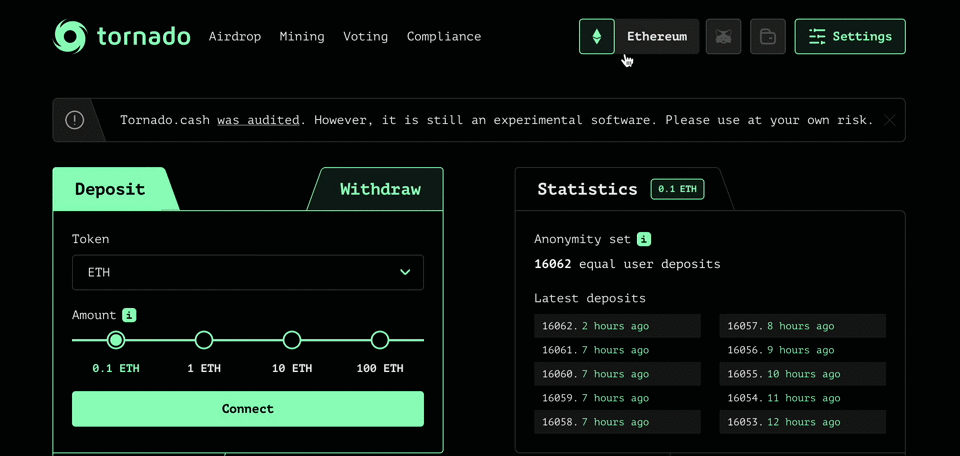 tornado Airdrop Mining Voting Compliance Ethereum Settings
Tornado.cash was audited. However, it is still an experimental software. Please use at your own risk.
Deposit Withdraw
Token
ETH
Amount i
0.1 ETH 1 ETH 10 ETH 100 ETH
Connect
Statistics 0.1 ETH
Anonymity set i
16062 equal user deposits
Latest deposits
16062. 2 hours ago
16061. 7 hours ago
16060. 7 hours ago
16059. 7 hours ago
16058. 7 hours ago
16057. 8 hours ago
16056. 9 hours ago
16055. 10 hours ago
16054. 11 hours ago
16053. 12 hours ago